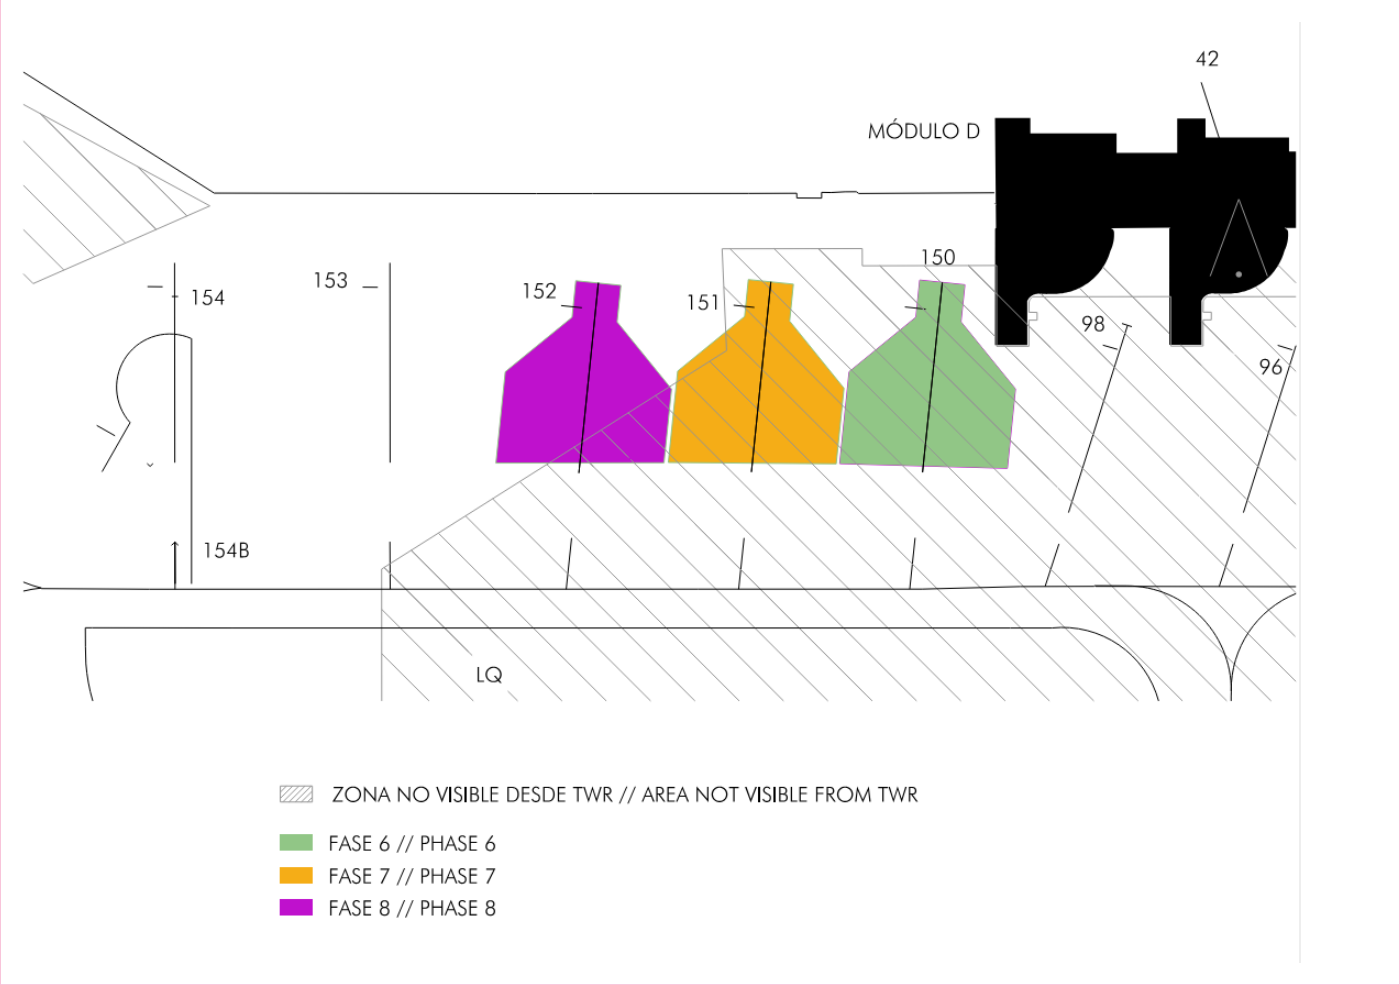 42
MÓDULO D
150
153
152
151
154
98
96
154B
LQ
ZONA NO VISIBLE DESDE TWR // AREA NOT VISIBLE FROM TWR
FASE 6 // PHASE 6
FASE 7 // PHASE 7
FASE 8 // PHASE 8